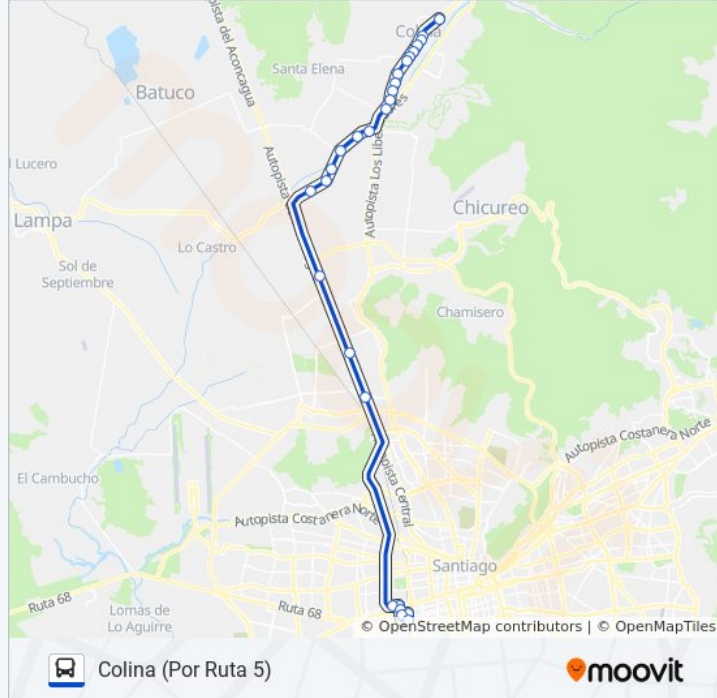 Colina
Santa Elena
Batuco
Autopista del Aconcagua
Autopista Los Libertadores
l Lucero
Lampa
Lo Castro
Chicureo
Sol de
Septiembre
Chamisero
Autopista Costanera Norte
El Cambucho
Autopista Central
Autopista Costanera Norte
Santiago
Ruta 68
Lomas de
Lo Aguirre
Ruta 68
© OpenStreetMap contributors | © OpenMapTiles
Colina (Por Ruta 5)
moovit